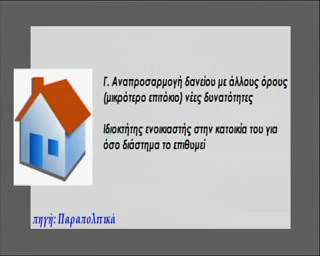 Γ. Αναπροσαρμογή δανείου με άλλους όρους
(μικρότερο επιτόκιο) νέες δυνατότητες
Ιδιοκτήτης ενοικιαστής στην κατοικία του για
όσο διάστημα το επιθυμεί
πηγή: Παραπολιτικά